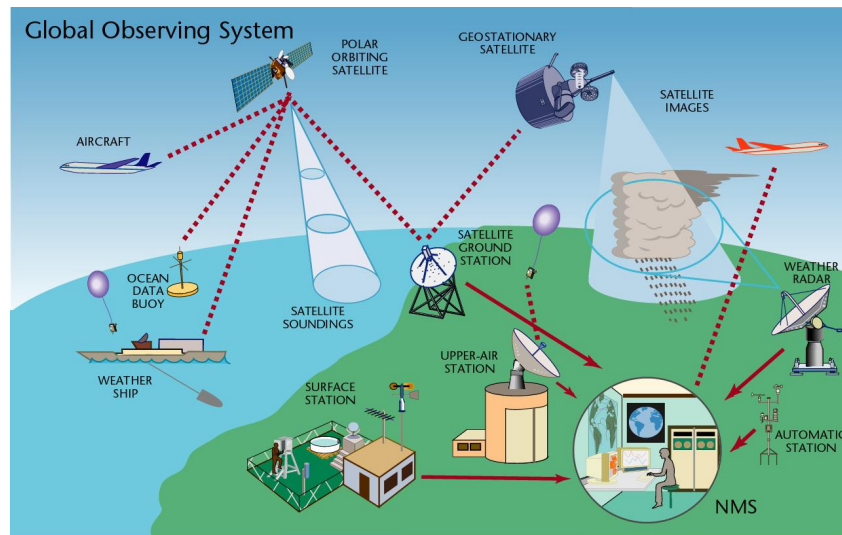 Global Observing System
POLAR
ORBITING
SATELLITE
GEOSTATIONARY
SATELLITE
SATELLITE
IMAGES
AIRCRAFT
SATELLITE
GROUND
STATION
OCEAN
DATA
BUOY
WEATHER
RADAR
SATELLITE
SOUNDINGS
WEATHER
SHIP
UPPER-AIR
STATION
SURFACE
STATION
AUTOMATIC
STATION
NMS